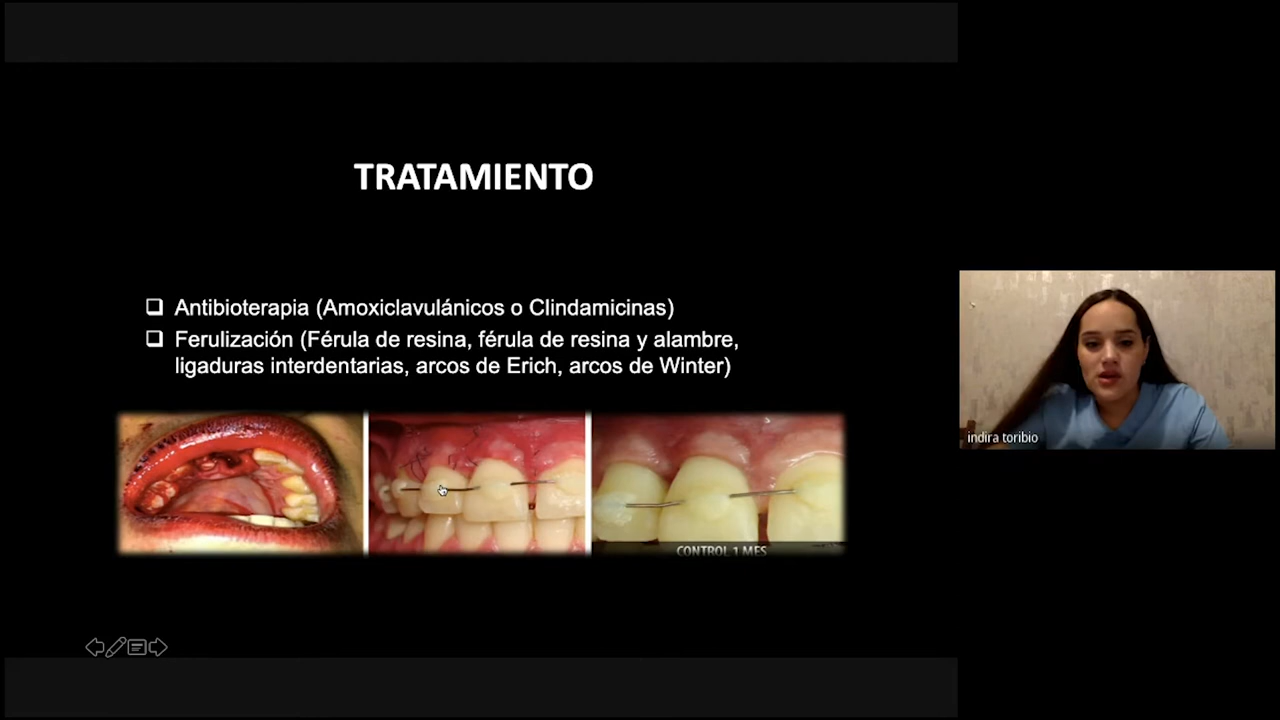 TRATAMIENTO
Antibioterapia (Amoxiclavulánicos o Clindamicinas)
Ferulización (Férula de resina, férula de resina y alambre,
ligaduras interdentarias, arcos de Erich, arcos de Winter)
CONTROL 1 MES
indira toribio